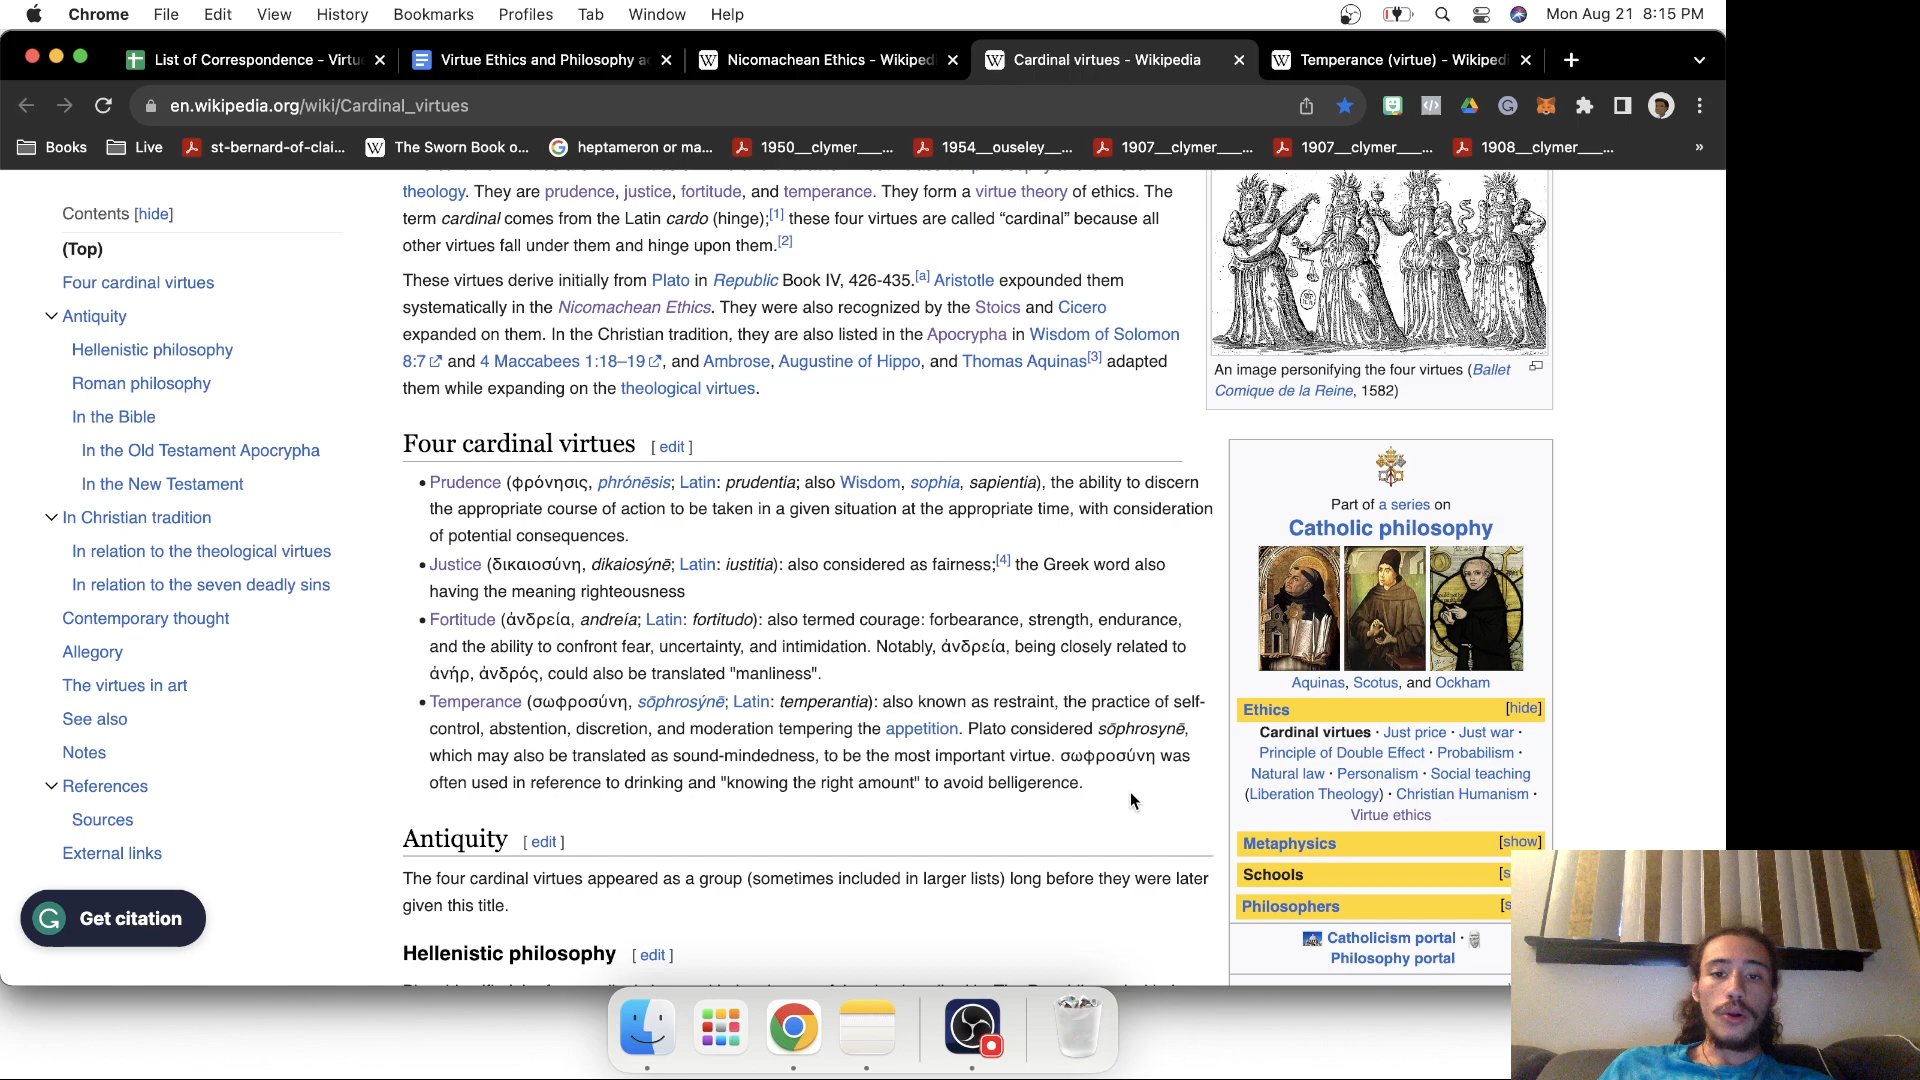 Chrome File Edit View History Bookmarks Profiles Tab Window Help Mon Aug 21 8:15 PM
List of Correspondence - Virtu
Virtue Ethics and Philosophy a
Nicomachean Ethics - Wikiped
Cardinal virtues - Wikipedia
Temperance (virtue) - Wikiped
en.wikipedia.org/wiki/Cardinal_virtues
Books Live st-bernard-of-clai... The Sworn Book o... heptameron or ma... 1950__clymer___... 1954__ouseley___... 1907__clymer___... 1907__clymer___... 1908__clymer___... »
Contents [hide]
(Top)
Four cardinal virtues
Antiquity
Hellenistic philosophy
Roman philosophy
In the Bible
In the Old Testament Apocrypha
In the New Testament
In Christian tradition
In relation to the theological virtues
In relation to the seven deadly sins
Contemporary thought
Allegory
The virtues in art
See also
Notes
References
Sources
External links
Get citation
theology. They are prudence, justice, fortitude, and temperance. They form a virtue theory of ethics. The
term cardinal comes from the Latin cardo (hinge);[1] these four virtues are called “cardinal” because all
other virtues fall under them and hinge upon them.[2]
These virtues derive initially from Plato in Republic Book IV, 426-435.[a] Aristotle expounded them
systematically in the Nicomachean Ethics. They were also recognized by the Stoics and Cicero
expanded on them. In the Christian tradition, they are also listed in the Apocrypha in Wisdom of Solomon
8:7 and 4 Maccabees 1:18–19, and Ambrose, Augustine of Hippo, and Thomas Aquinas[3] adapted
them while expanding on the theological virtues.
Four cardinal virtues [ edit ]
• Prudence (φρόνησις, phrónēsis; Latin: prudentia; also Wisdom, sophia, sapientia), the ability to discern
the appropriate course of action to be taken in a given situation at the appropriate time, with consideration
of potential consequences.
• Justice (δικαιοσύνη, dikaiosýnē; Latin: iustitia): also considered as fairness;[4] the Greek word also
having the meaning righteousness
• Fortitude (ἀνδρεία, andreía; Latin: fortitudo): also termed courage: forbearance, strength, endurance,
and the ability to confront fear, uncertainty, and intimidation. Notably, ἀνδρεία, being closely related to
ἀνήρ, ἀνδρός, could also be translated "manliness".
• Temperance (σωφροσύνη, sōphrosýnē; Latin: temperantia): also known as restraint, the practice of self-
control, abstention, discretion, and moderation tempering the appetition. Plato considered sōphrosynē,
which may also be translated as sound-mindedness, to be the most important virtue. σωφροσύνη was
often used in reference to drinking and "knowing the right amount" to avoid belligerence.
Antiquity [ edit ]
The four cardinal virtues appeared as a group (sometimes included in larger lists) long before they were later
given this title.
Hellenistic philosophy [ edit ]
An image personifying the four virtues (Ballet
Comique de la Reine, 1582)
Part of a series on
Catholic philosophy
Aquinas, Scotus, and Ockham
Ethics [hide]
Cardinal virtues · Just price · Just war ·
Principle of Double Effect · Probabilism ·
Natural law · Personalism · Social teaching
(Liberation Theology) · Christian Humanism ·
Virtue ethics
Metaphysics [show]
Schools [s
Philosophers [s
Catholicism portal ·
Philosophy portal